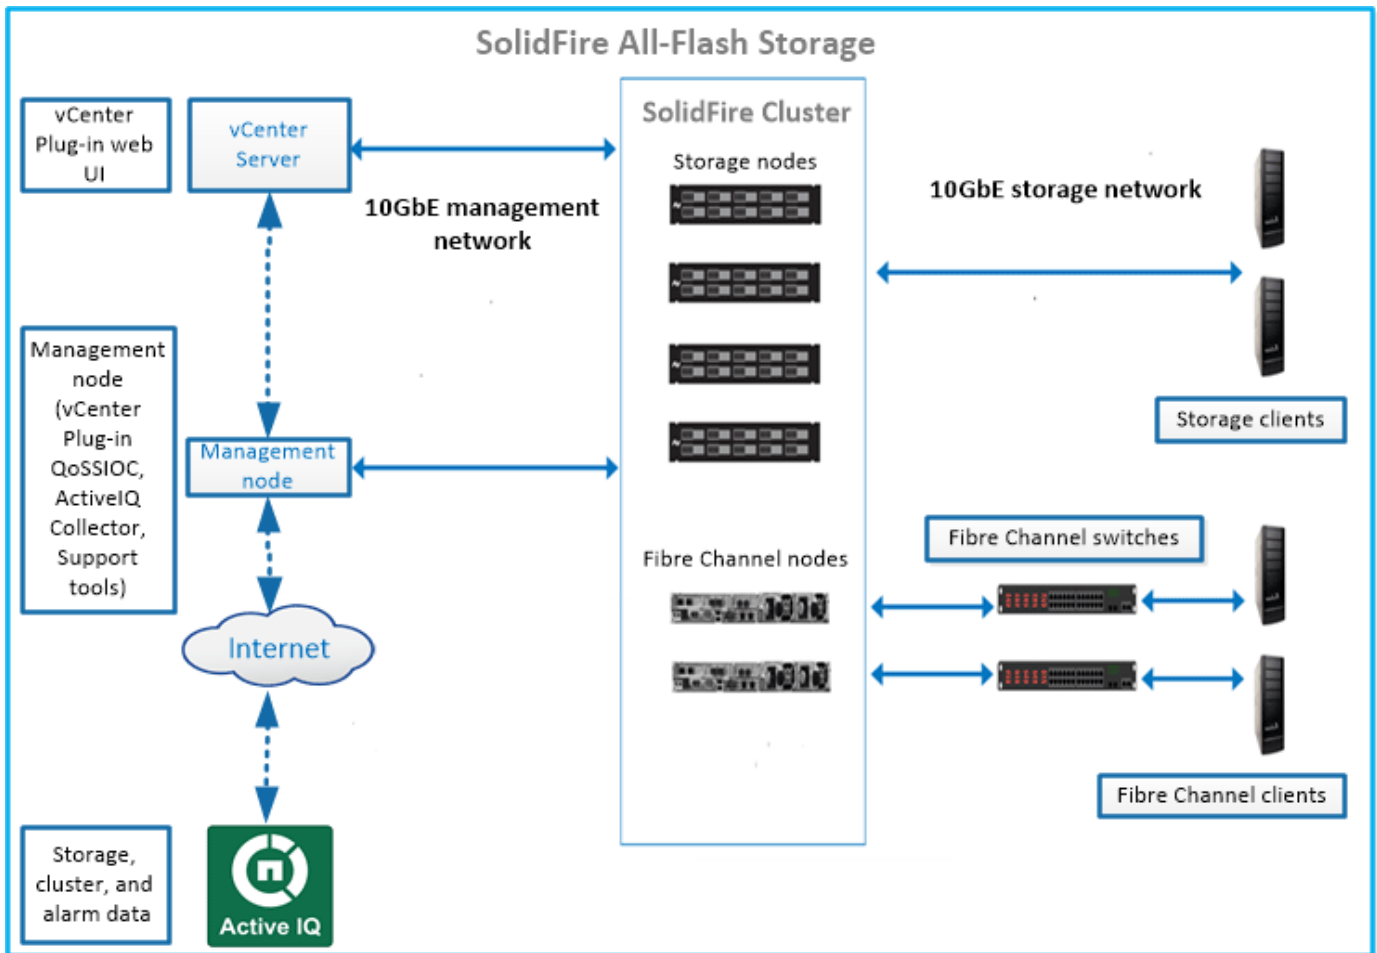 SolidFire All-Flash Storage
vCenter
Plug-in web
UI
vCenter
Server
10GbE management
network
SolidFire Cluster
Storage nodes
10GbE storage network
Storage clients
Management
node
(vCenter
Plug-in
QoSSIOC,
ActiveIQ
Collector,
Support
tools)
Management
node
Fibre Channel nodes
Fibre Channel switches
Fibre Channel clients
Internet
Storage,
cluster, and
alarm data
Active IQ